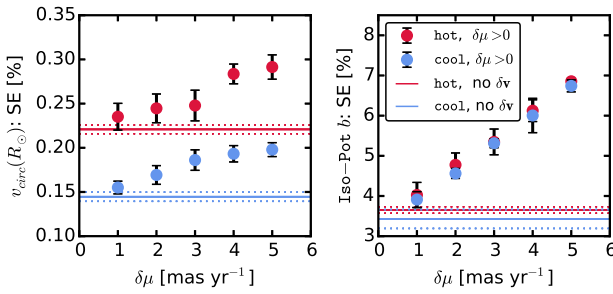 v_circ(R_⊙): SE [%]
0.35
0.30
0.25
0.20
0.15
0.10
0 1 2 3 4 5 6
δμ [mas yr⁻¹]
Iso-Pot b: SE [%]
8
7
6
5
4
3
hot, δμ>0
cool, δμ>0
hot, no δv
cool, no δv
0 1 2 3 4 5 6
δμ [mas yr⁻¹]